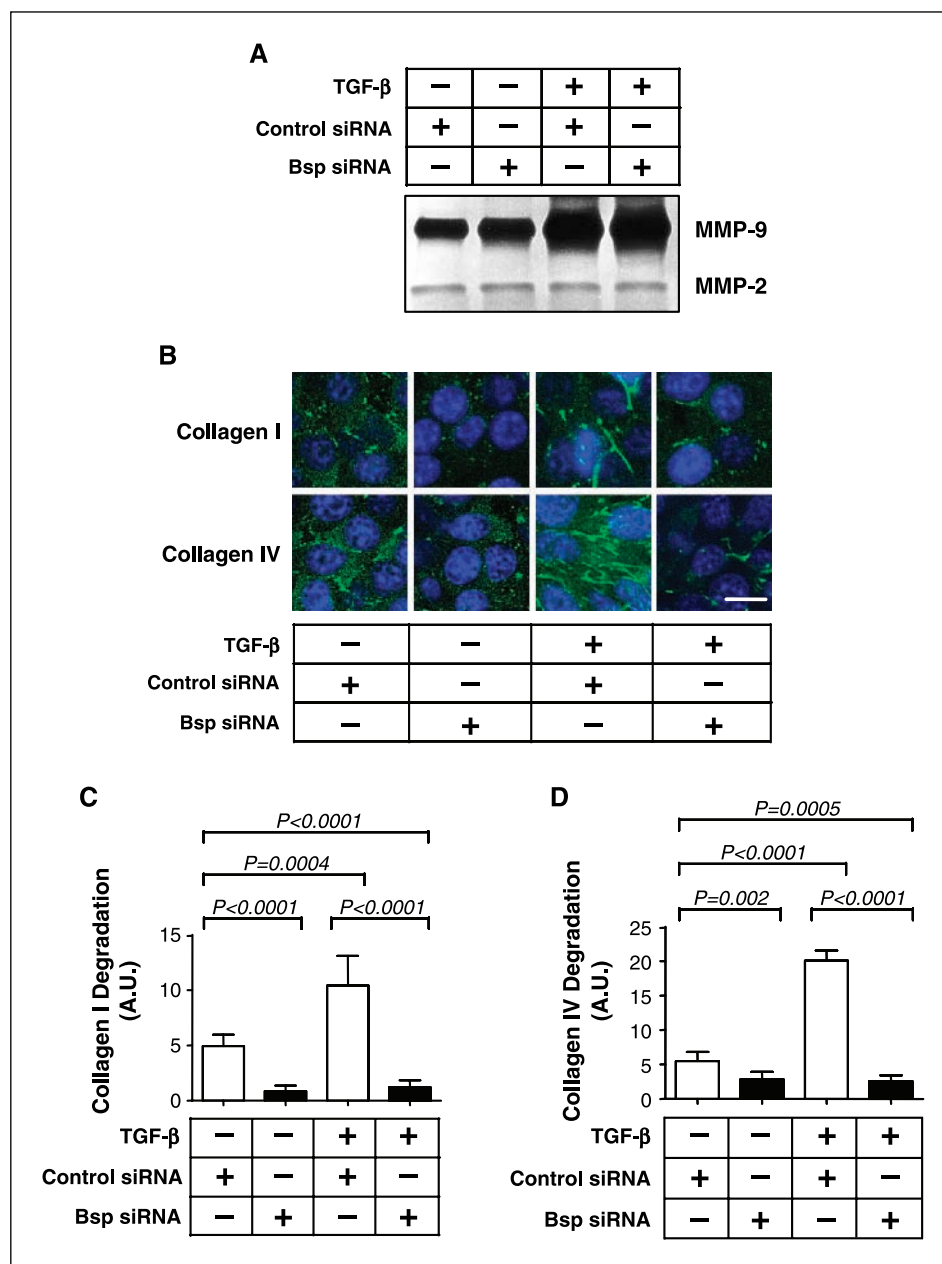 A
TGF-β − − + +
Control siRNA + − + −
Bsp siRNA − + − +
MMP-9
MMP-2
B
Collagen I
Collagen IV
TGF-β − − + +
Control siRNA + − + −
Bsp siRNA − + − +
C
P<0.0001
P=0.0004
P<0.0001 P<0.0001
Collagen I Degradation
(A.U.)
15
10
5
0
TGF-β − − + +
Control siRNA + − + −
Bsp siRNA − + − +
D
P=0.0005
P<0.0001
P=0.002 P<0.0001
Collagen IV Degradation
(A.U.)
25
20
15
10
5
0
TGF-β − − + +
Control siRNA + − + −
Bsp siRNA − + − +